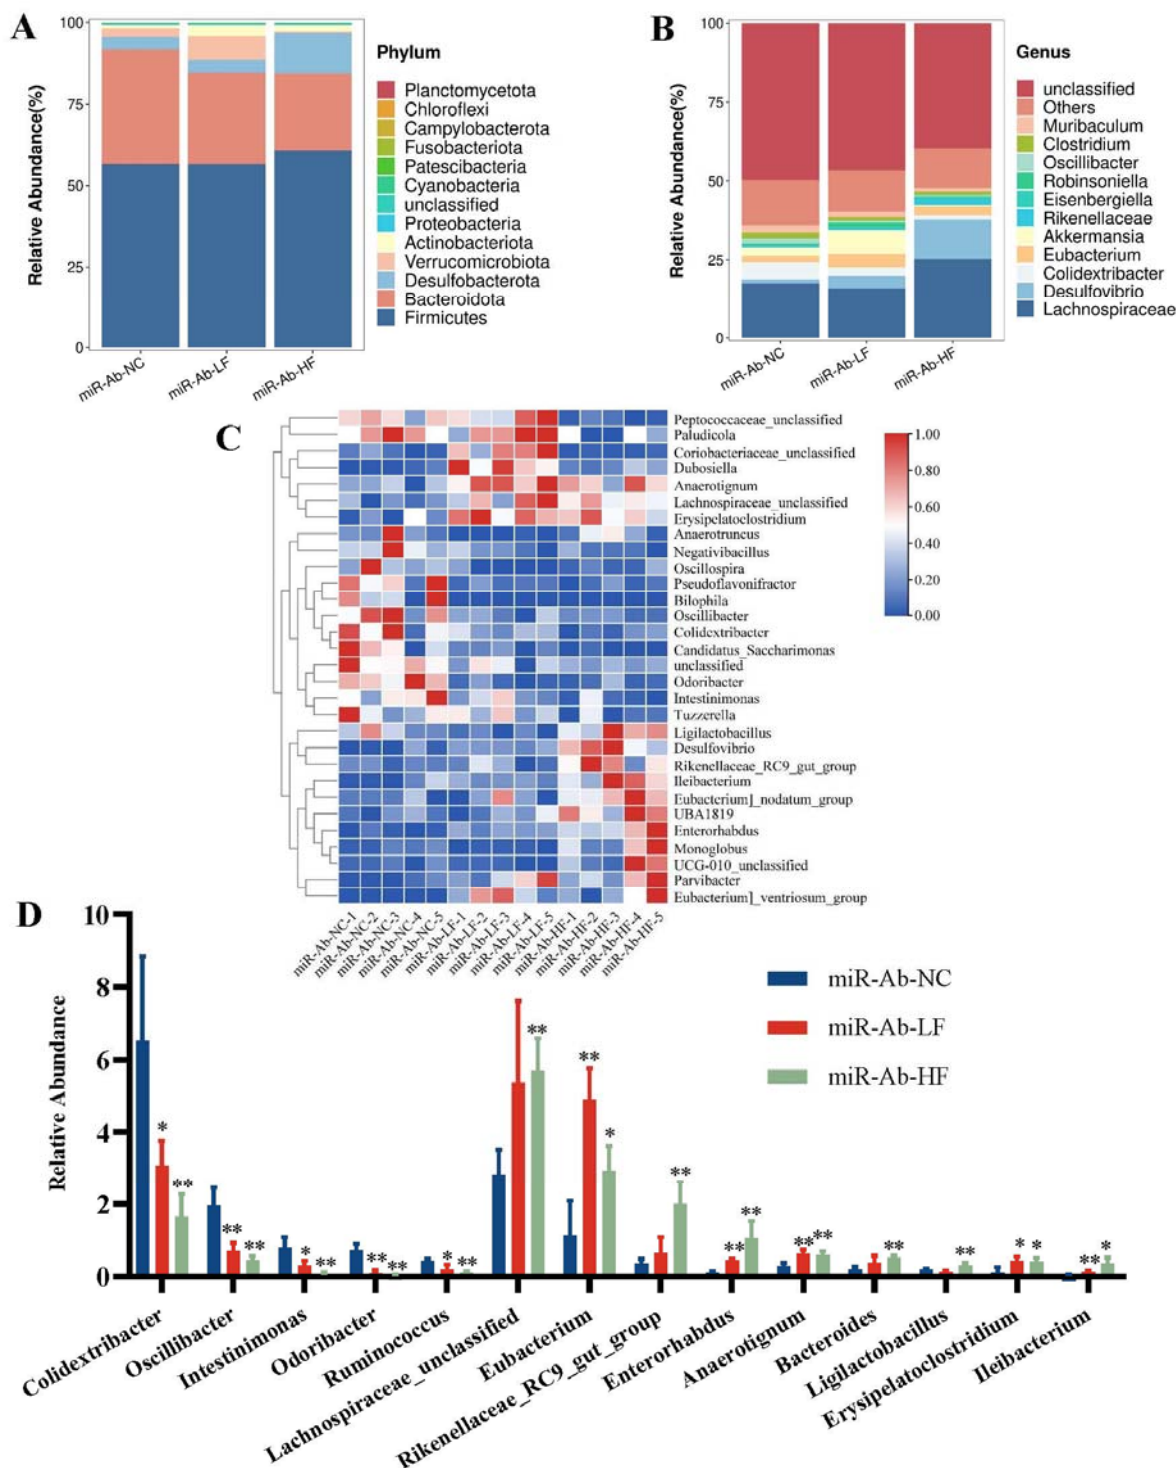 A
Relative Abundance(%)
100
75
50
25
0
miR-Ab-NC
miR-Ab-LF
miR-Ab-HF
Phylum
Planctomycetota
Chloroflexi
Campylobacterota
Fusobacteriota
Patescibacteria
Cyanobacteria
unclassified
Proteobacteria
Actinobacteriota
Verrucomicrobiota
Desulfobacterota
Bacteroidota
Firmicutes
B
Relative Abundance(%)
100
75
50
25
0
miR-Ab-NC
miR-Ab-LF
miR-Ab-HF
Genus
unclassified
Others
Muribaculum
Clostridium
Oscillibacter
Robinsoniella
Eisenbergiella
Rikenellaceae
Akkermansia
Eubacterium
Colidextribacter
Desulfovibrio
Lachnospiraceae
C
Peptococcaceae_unclassified
Paludicola
Coriobacteriaceae_unclassified
Dubosiella
Anaerotignum
Lachnospiraceae_unclassified
Erysipelatoclostridium
Anaerotruncus
Negativibacillus
Oscillospira
Pseudoflavonifractor
Bilophila
Oscillibacter
Colidextribacter
Candidatus_Saccharimonas
unclassified
Odoribacter
Intestinimonas
Tuzzerella
Ligilactobacillus
Desulfovibrio
Rikenellaceae_RC9_gut_group
Ileibacterium
Eubacterium]_nodatum_group
UBA1819
Enterorhabdus
Monoglobus
UCG-010_unclassified
Parvibacter
Eubacterium]_ventriosum_group
miR-Ab-NC-1
miR-Ab-NC-2
miR-Ab-NC-3
miR-Ab-NC-4
miR-Ab-NC-5
miR-Ab-LF-1
miR-Ab-LF-2
miR-Ab-LF-3
miR-Ab-LF-4
miR-Ab-LF-5
miR-Ab-HF-1
miR-Ab-HF-2
miR-Ab-HF-3
miR-Ab-HF-4
miR-Ab-HF-5
1.00
0.80
0.60
0.40
0.20
0.00
D
Relative Abundance
10
8
6
4
2
0
miR-Ab-NC
miR-Ab-LF
miR-Ab-HF
* **
** **
* **
** **
* **
**
** *
**
** **
** **
**
**
* *
** *
Colidextribacter
Oscillibacter
Intestinimonas
Odoribacter
Ruminococcus
Lachnospiraceae_unclassified
Eubacterium
Rikenellaceae_RC9_gut_group
Enterorhabdus
Anaerotignum
Bacteroides
Ligilactobacillus
Erysipelatoclostridium
Ileibacterium